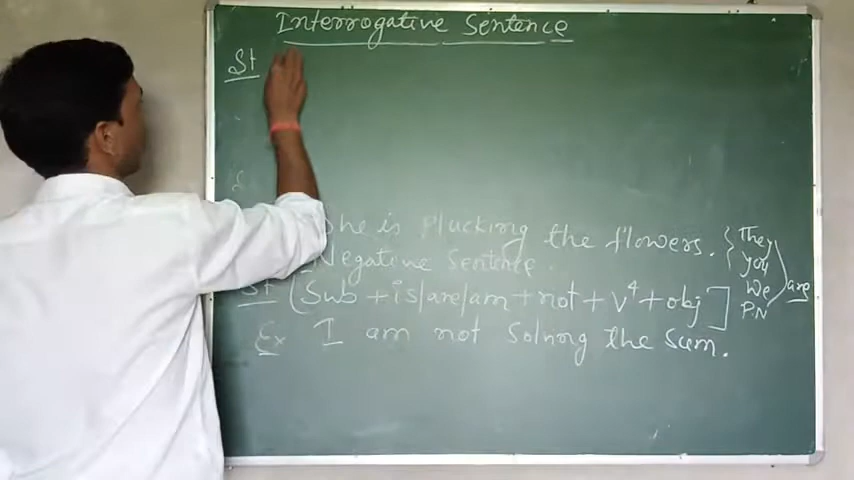 Interrogative Sentence
St
She is plucking the flowers. { They
Negative Sentence. you
St [Sub + is/are/am + not + V⁴ + obj] We } are
P.N
Ex I am not Solving the Sum.